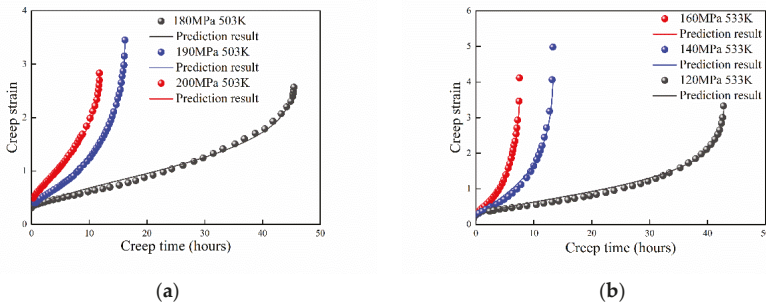 180MPa 503K
Prediction result
190MPa 503K
Prediction result
200MPa 503K
Prediction result
Creep strain
4
3
2
1
0
0 10 20 30 40 50
Creep time (hours)
(a)
160MPa 533K
Prediction result
140MPa 533K
Prediction result
120MPa 533K
Prediction result
Creep strain
6
5
4
3
2
1
0
0 10 20 30 40 50
Creep time (hours)
(b)